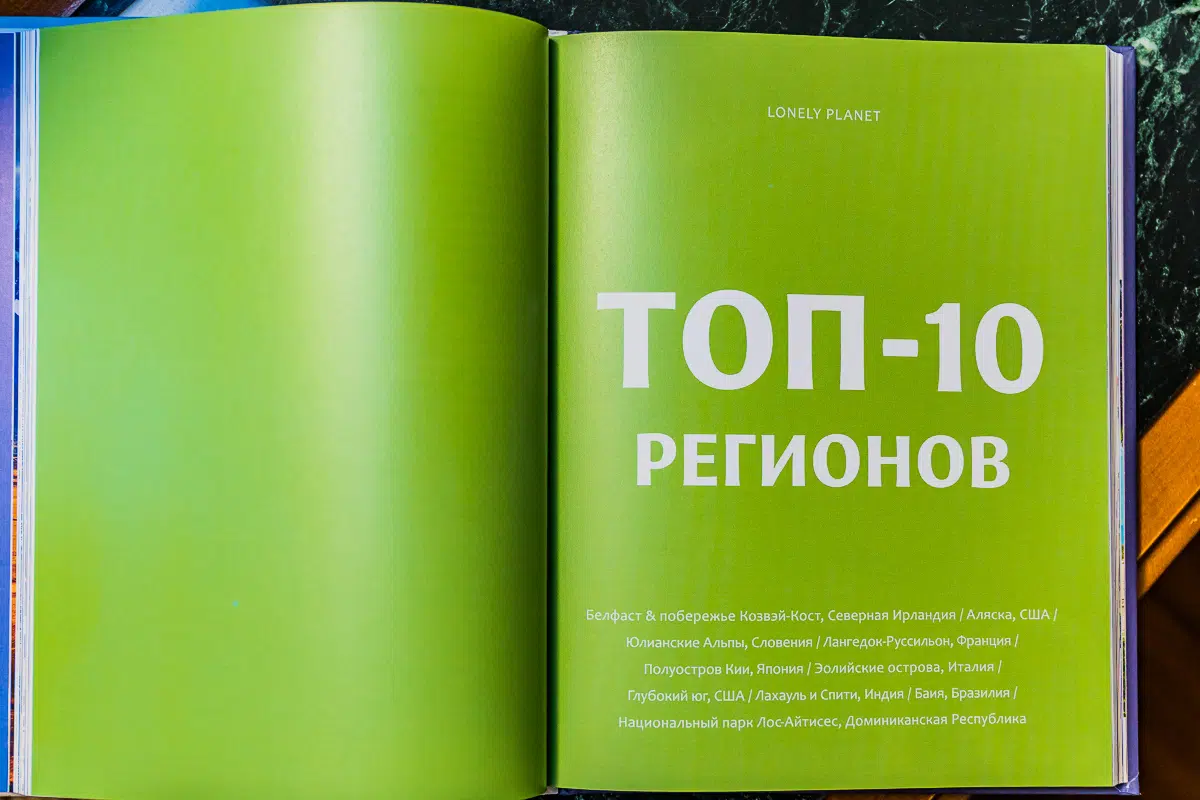 LONELY PLANET
ТОП-10
РЕГИОНОВ
Белфаст & побережье Козвэй-Кост, Северная Ирландия / Аляска, США /
Юлианские Альпы, Словения / Лангедок-Руссильон, Франция /
Полуостров Кии, Япония / Эолийские острова, Италия /
Глубокий юг, США / Лахауль и Спити, Индия / Баия, Бразилия /
Национальный парк Лос-Айтисес, Доминиканская Республика